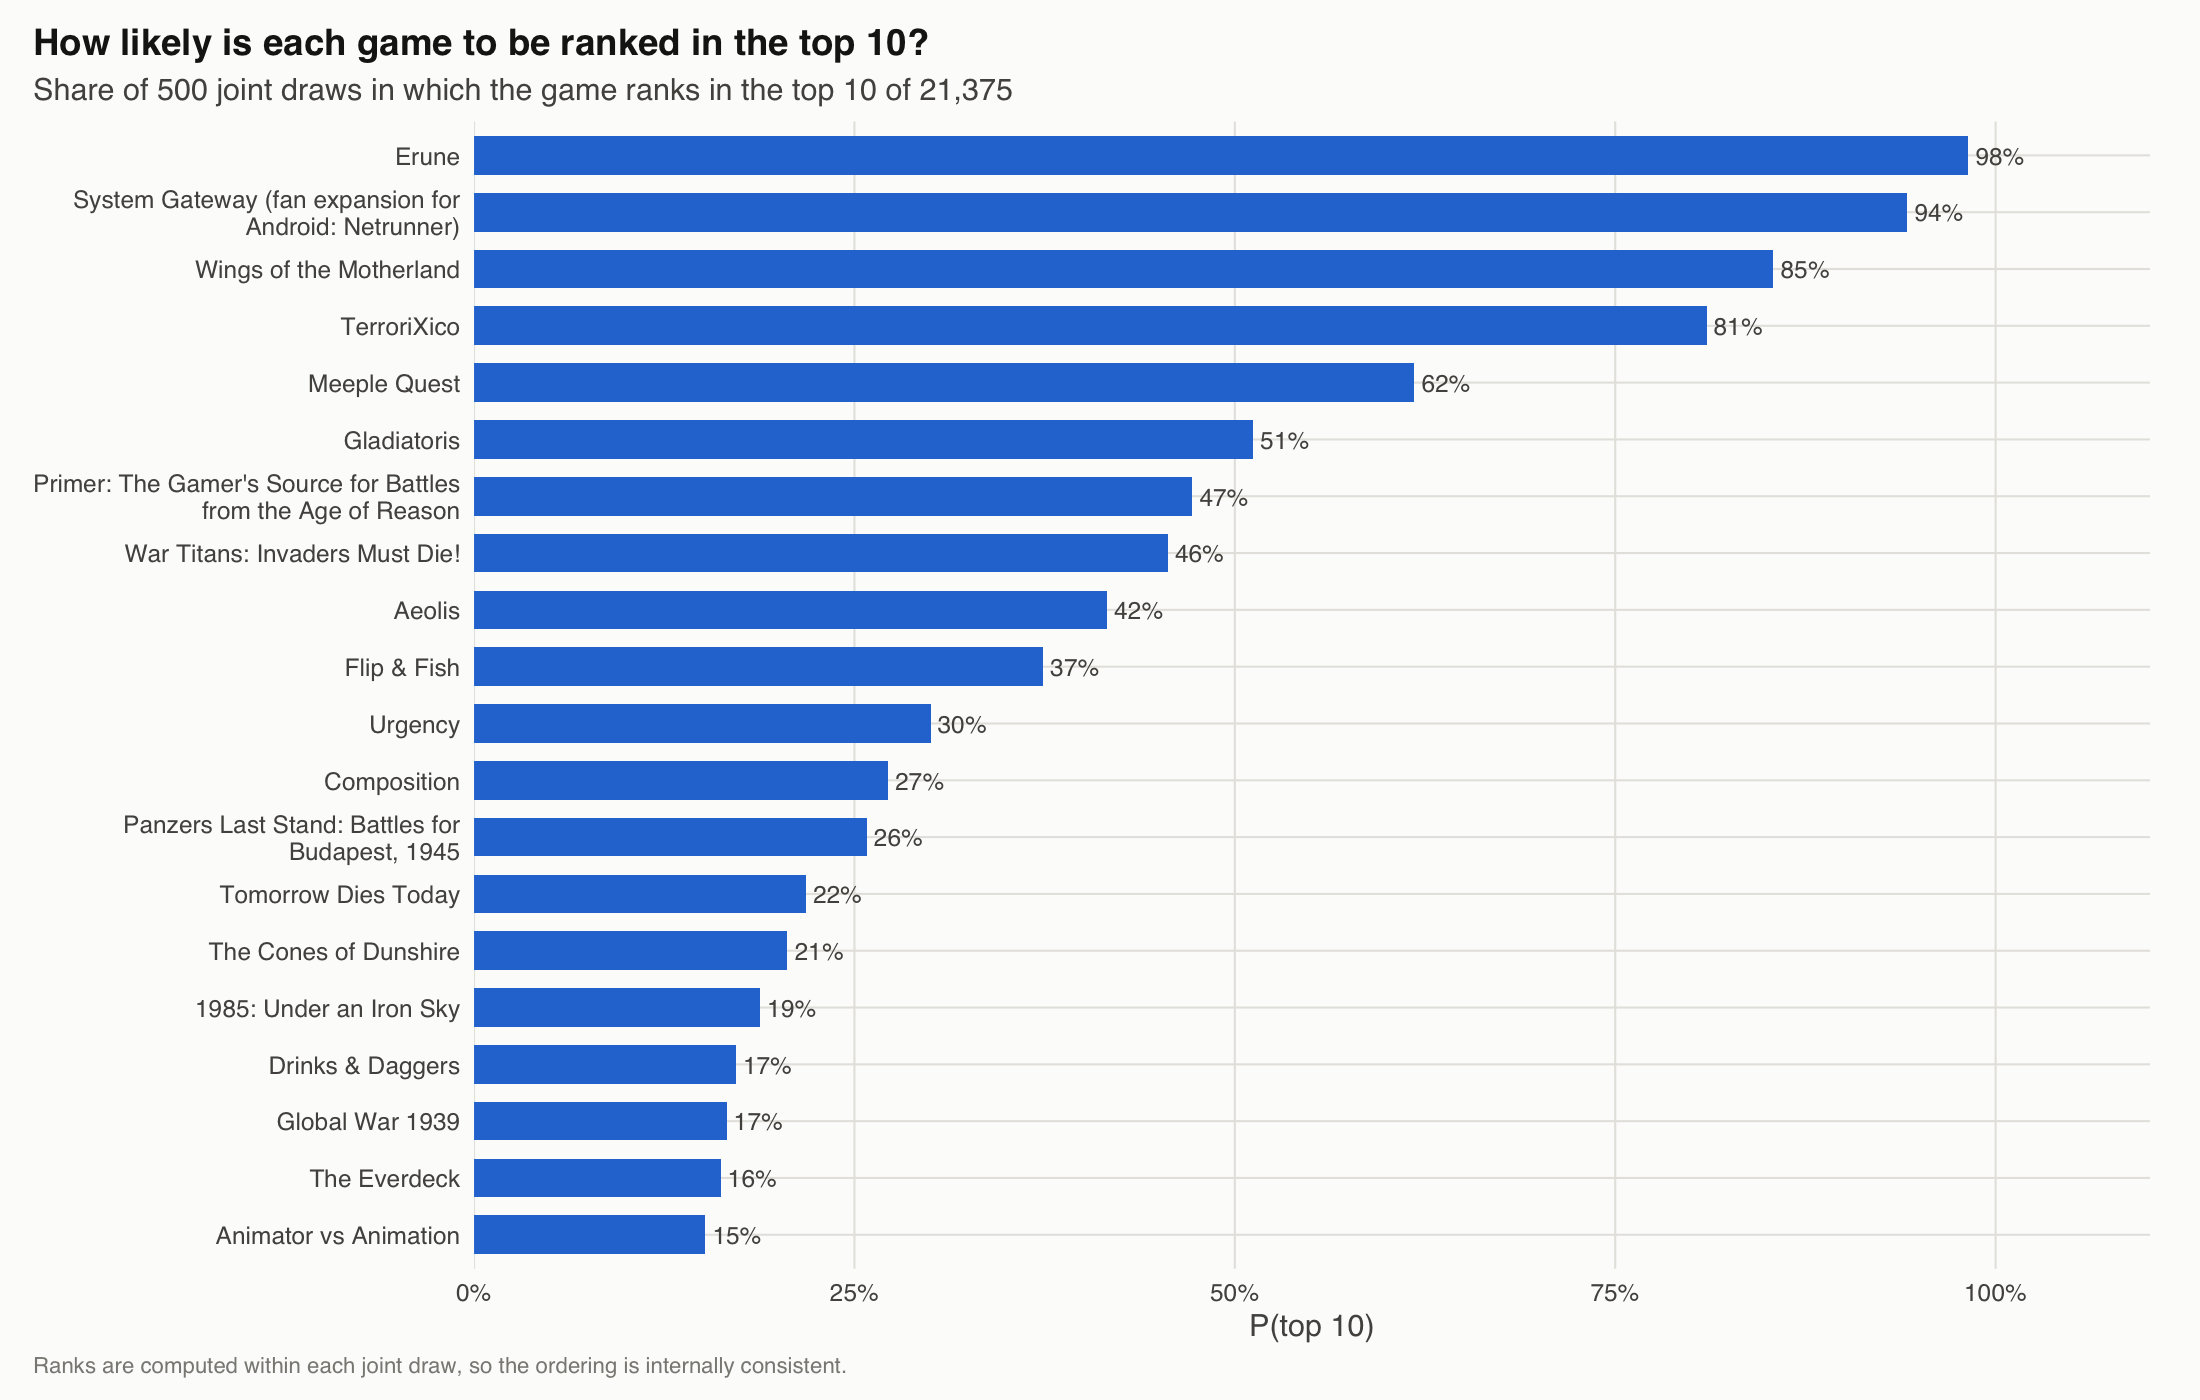 How likely is each game to be ranked in the top 10?
Share of 500 joint draws in which the game ranks in the top 10 of 21,375
Erune 98%
System Gateway (fan expansion for
Android: Netrunner) 94%
Wings of the Motherland 85%
TerroriXico 81%
Meeple Quest 62%
Gladiatoris 51%
Primer: The Gamer's Source for Battles
from the Age of Reason 47%
War Titans: Invaders Must Die! 46%
Aeolis 42%
Flip & Fish 37%
Urgency 30%
Composition 27%
Panzers Last Stand: Battles for
Budapest, 1945 26%
Tomorrow Dies Today 22%
The Cones of Dunshire 21%
1985: Under an Iron Sky 19%
Drinks & Daggers 17%
Global War 1939 17%
The Everdeck 16%
Animator vs Animation 15%
0% 25% 50% 75% 100%
P(top 10)
Ranks are computed within each joint draw, so the ordering is internally consistent.